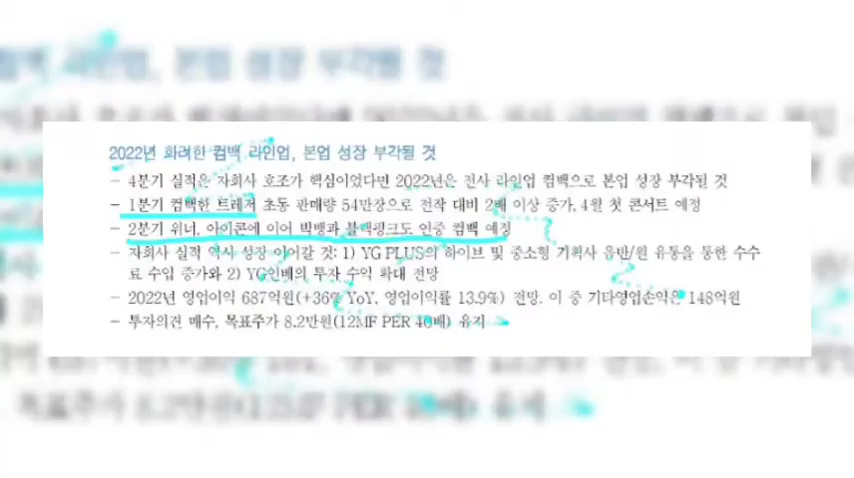 2022년 화려한 컴백 라인업, 본업 성장 부각될 것
- 4분기 실적은 자회사 호조가 핵심이었다면 2022년은 전사 라인업 컴백으로 본업 성장 부각될 것
- 1분기 컴백한 트레저 초동 판매량 54만장으로 전작 대비 2배 이상 증가, 4월 첫 콘서트 예정
- 2분기 위너, 아이콘에 이어 빅뱅과 블랙핑크도 연중 컴백 예정
- 자회사 실적 역시 성장 이어갈 것: 1) YG PLUS의 하이브 및 중소형 기획사 음반/원 유통을 통한 수수
료 수입 증가와 2) YG인베의 투자 수익 확대 전망
- 2022년 영업이익 687억원(+36% YoY, 영업이익률 13.9%) 전망. 이 중 기타영업손익은 148억원
- 투자의견 매수, 목표주가 8.2만원(12MF PER 40배) 유지